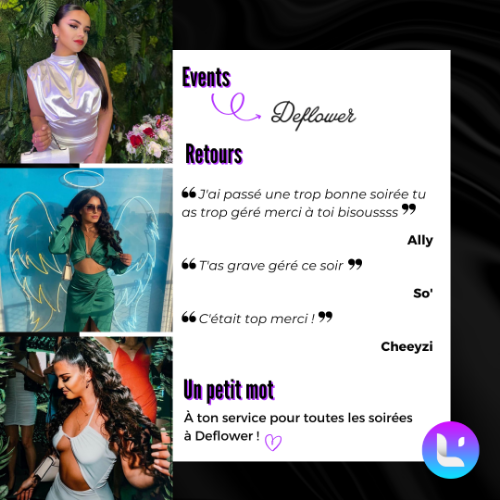 Events
Deflower
Retours
❝ J'ai passé une trop bonne soirée tu
as trop géré merci à toi bisoussss ❞
Ally
❝ T'as grave géré ce soir ❞
So'
❝ C'était top merci ! ❞
Cheeyzi
Un petit mot
À ton service pour toutes les soirées
à Deflower !